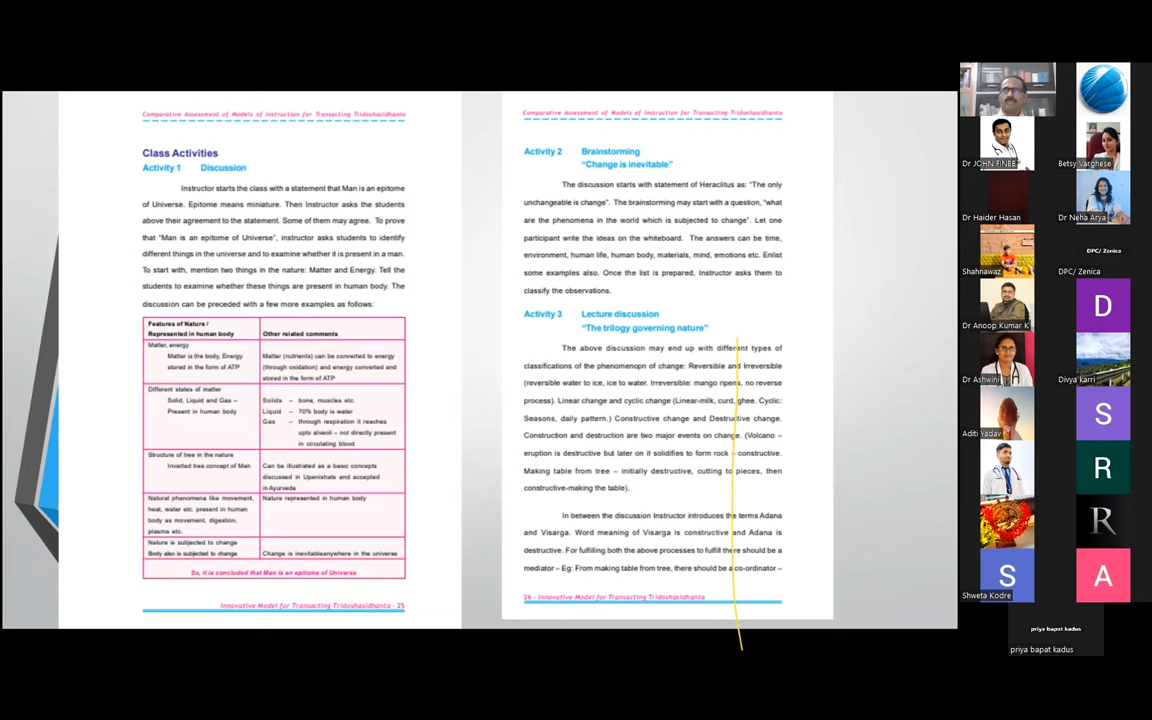 Comparative Assessment of Models of Instruction for Transacting Tridoshasidhanta
Class Activities
Activity 1 Discussion
Instructor starts the class with a statement that Man is an epitome
of Universe. Epitome means miniature. Then Instructor asks the students
above their agreement to the statement. Some of them may agree. To prove
that “Man is an epitome of Universe”, instructor asks students to identify
different things in the universe and to examine whether it is present in a man.
To start with, mention two things in the nature: Matter and Energy. Tell the
students to examine whether these things are present in human body. The
discussion can be preceded with a few more examples as follows:
Features of Nature /
Represented in human body
Other related comments
Matter, energy
Matter is the body, Energy
stored in the form of ATP
Matter (nutrients) can be converted to energy
(through oxidation) and energy converted and
stored in the form of ATP
Different states of matter
Solid, Liquid and Gas –
Present in human body
Solids – bone, muscles etc.
Liquid – 70% body is water
Gas – through respiration it reaches
upto alveoli – not directly present
in circulating blood
Structure of tree in the nature
Inverted tree concept of Man
Can be illustrated as a basic concepts
discussed in Upenishats and accepted
in Ayurveda
Natural phenomena like movement,
heat, water etc. present in human
body as movement, digestion,
plasma etc.
Nature represented in human body
Nature is subjected to change
Body also is subjected to change
Change is inevitableanywhere in the universe
So, it is concluded that Man is an epitome of Universe
Innovative Model for Transacting Tridoshasidhanta - 25
Comparative Assessment of Models of Instruction for Transacting Tridoshasidhanta
Activity 2 Brainstorming
“Change is inevitable”
The discussion starts with statement of Heraclitus as: “The only
unchangeable is change”. The brainstorming may start with a question, “what
are the phenomena in the world which is subjected to change”. Let one
participant write the ideas on the whiteboard. The answers can be time,
environment, human life, human body, materials, mind, emotions etc. Enlist
some examples also. Once the list is prepared, Instructor asks them to
classify the observations.
Activity 3 Lecture discussion
“The trilogy governing nature”
The above discussion may end up with different types of
classifications of the phenomenopn of change: Reversible and Irreversible
(reversible water to ice, ice to water. Irreversible: mango ripens, no reverse
process). Linear change and cyclic change (Linear-milk, curd, ghee. Cyclic:
Seasons, daily pattern.) Constructive change and Destructive change.
Construction and destruction are two major events on change. (Volcano –
eruption is destructive but later on it solidifies to form rock – constructive.
Making table from tree – initially destructive, cutting to pieces, then
constructive-making the table).
In between the discussion Instructor introduces the terms Adana
and Visarga. Word meaning of Visarga is constructive and Adana is
destructive. For fulfilling both the above processes to fulfill there should be a
mediator – Eg: From making table from tree, there should be a co-ordinator –
26 - Innovative Model for Transacting Tridoshasidhanta
Dr JOHN FINBE
Betsy Varghese
Dr Haider Hasan
Dr Neha Arya
Shahnawaz
DPC/ Zenica
DPC/ Zenica
Dr Anoop Kumar K
D
Dr Ashwini
Divya karri
Aditi Yadav
S
R
R
S
Shweta Kodre
A
priya bapat kadus
priya bapat kadus